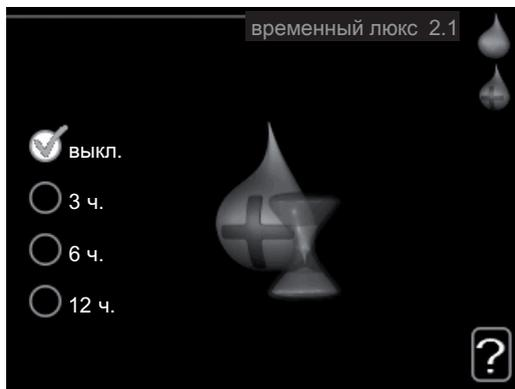 временный люкс 2.1
выкл.
3 ч.
6 ч.
12 ч.
?